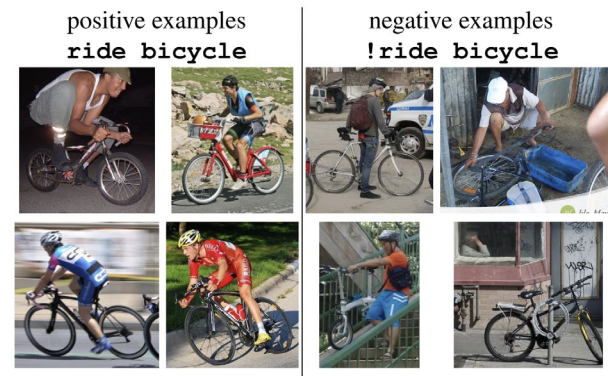 positive examples
ride bicycle
negative examples
!ride bicycle